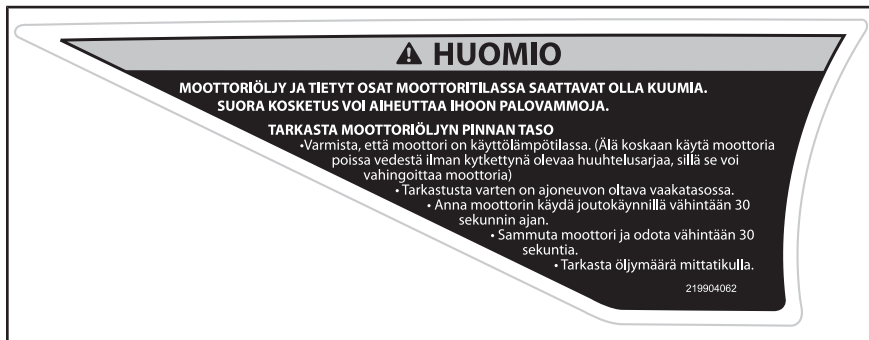 ⚠ HUOMIO
MOOTTORIÖLJY JA TIETYT OSAT MOOTTORITILASSA SAATTAVAT OLLA KUUMIA.
SUORA KOSKETUS VOI AIHEUTTAA IHOON PALOVAMMOJA.
TARKASTA MOOTTORIÖLJYN PINNAN TASO
•Varmista, että moottori on käyttölämpötilassa. (Älä koskaan käytä moottoria
poissa vedestä ilman kytkettynä olevaa huuhtelusarjaa, sillä se voi
vahingoittaa moottoria)
• Tarkastusta varten on ajoneuvon oltava vaakatasossa.
• Anna moottorin käydä joutokäynnillä vähintään 30
sekunnin ajan.
• Sammuta moottori ja odota vähintään 30
sekuntia.
• Tarkasta öljymäärä mittatikulla.
219904062